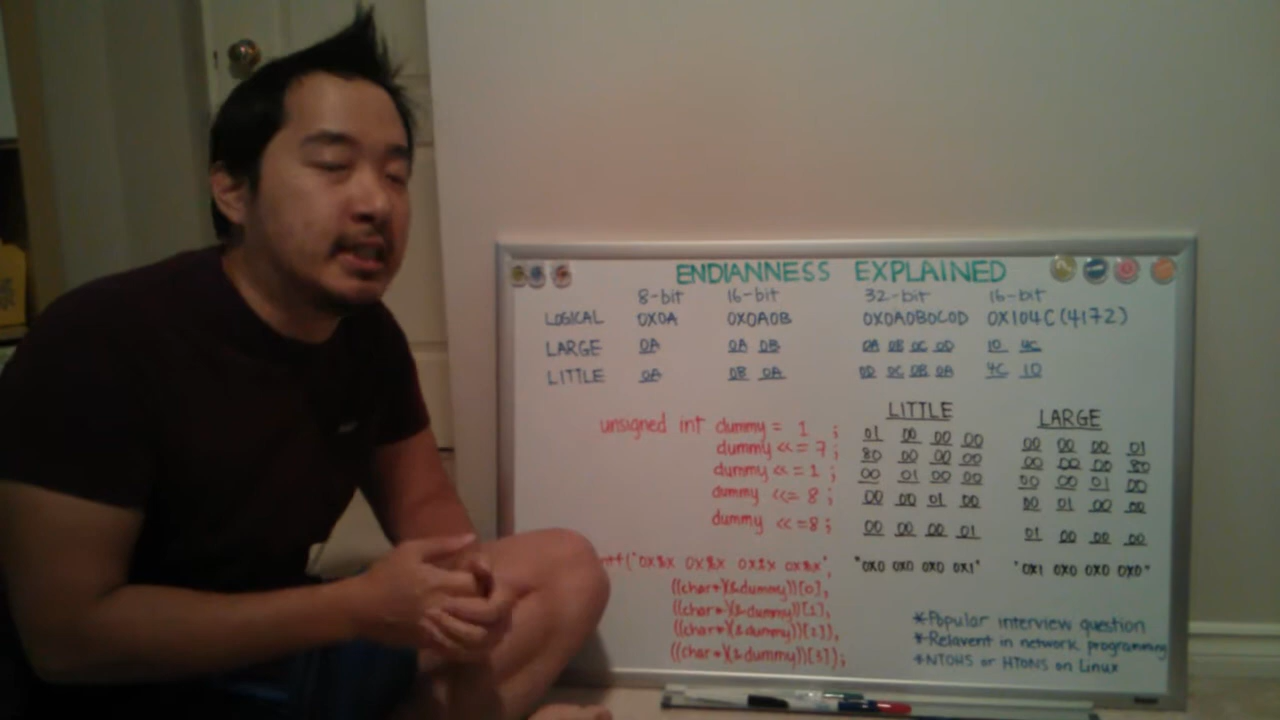 ENDIANNESS EXPLAINED
8-bit 16-bit 32-bit 16-bit
LOGICAL 0X0A 0X0A0B 0X0A0B0C0D 0X104C(4172)
LARGE 0A 0A 0B 0A 0B 0C 0D 10 4C
LITTLE 0A 0B 0A 0D 0C 0B 0A 4C 10
LITTLE LARGE
unsigned int dummy = 1 ; 01 00 00 00 00 00 00 01
dummy <<= 7 ; 80 00 00 00 00 00 00 80
dummy <<= 1 ; 00 01 00 00 00 00 01 00
dummy <<= 8 ; 00 00 01 00 00 01 00 00
dummy <<=8 ; 00 00 00 01 01 00 00 00
ntf("0x%x 0x%x 0x%x 0x%x", "0x0 0x0 0x0 0x1" "0x1 0x0 0x0 0x0"
((char*)(&dummy))[0],
((char*)(&dummy))[1],
((char*)(&dummy))[2]),
((char*)(&dummy))[3]);
*Popular interview question
*Relavent in network programming
*NTOHS or HTONS on Linux